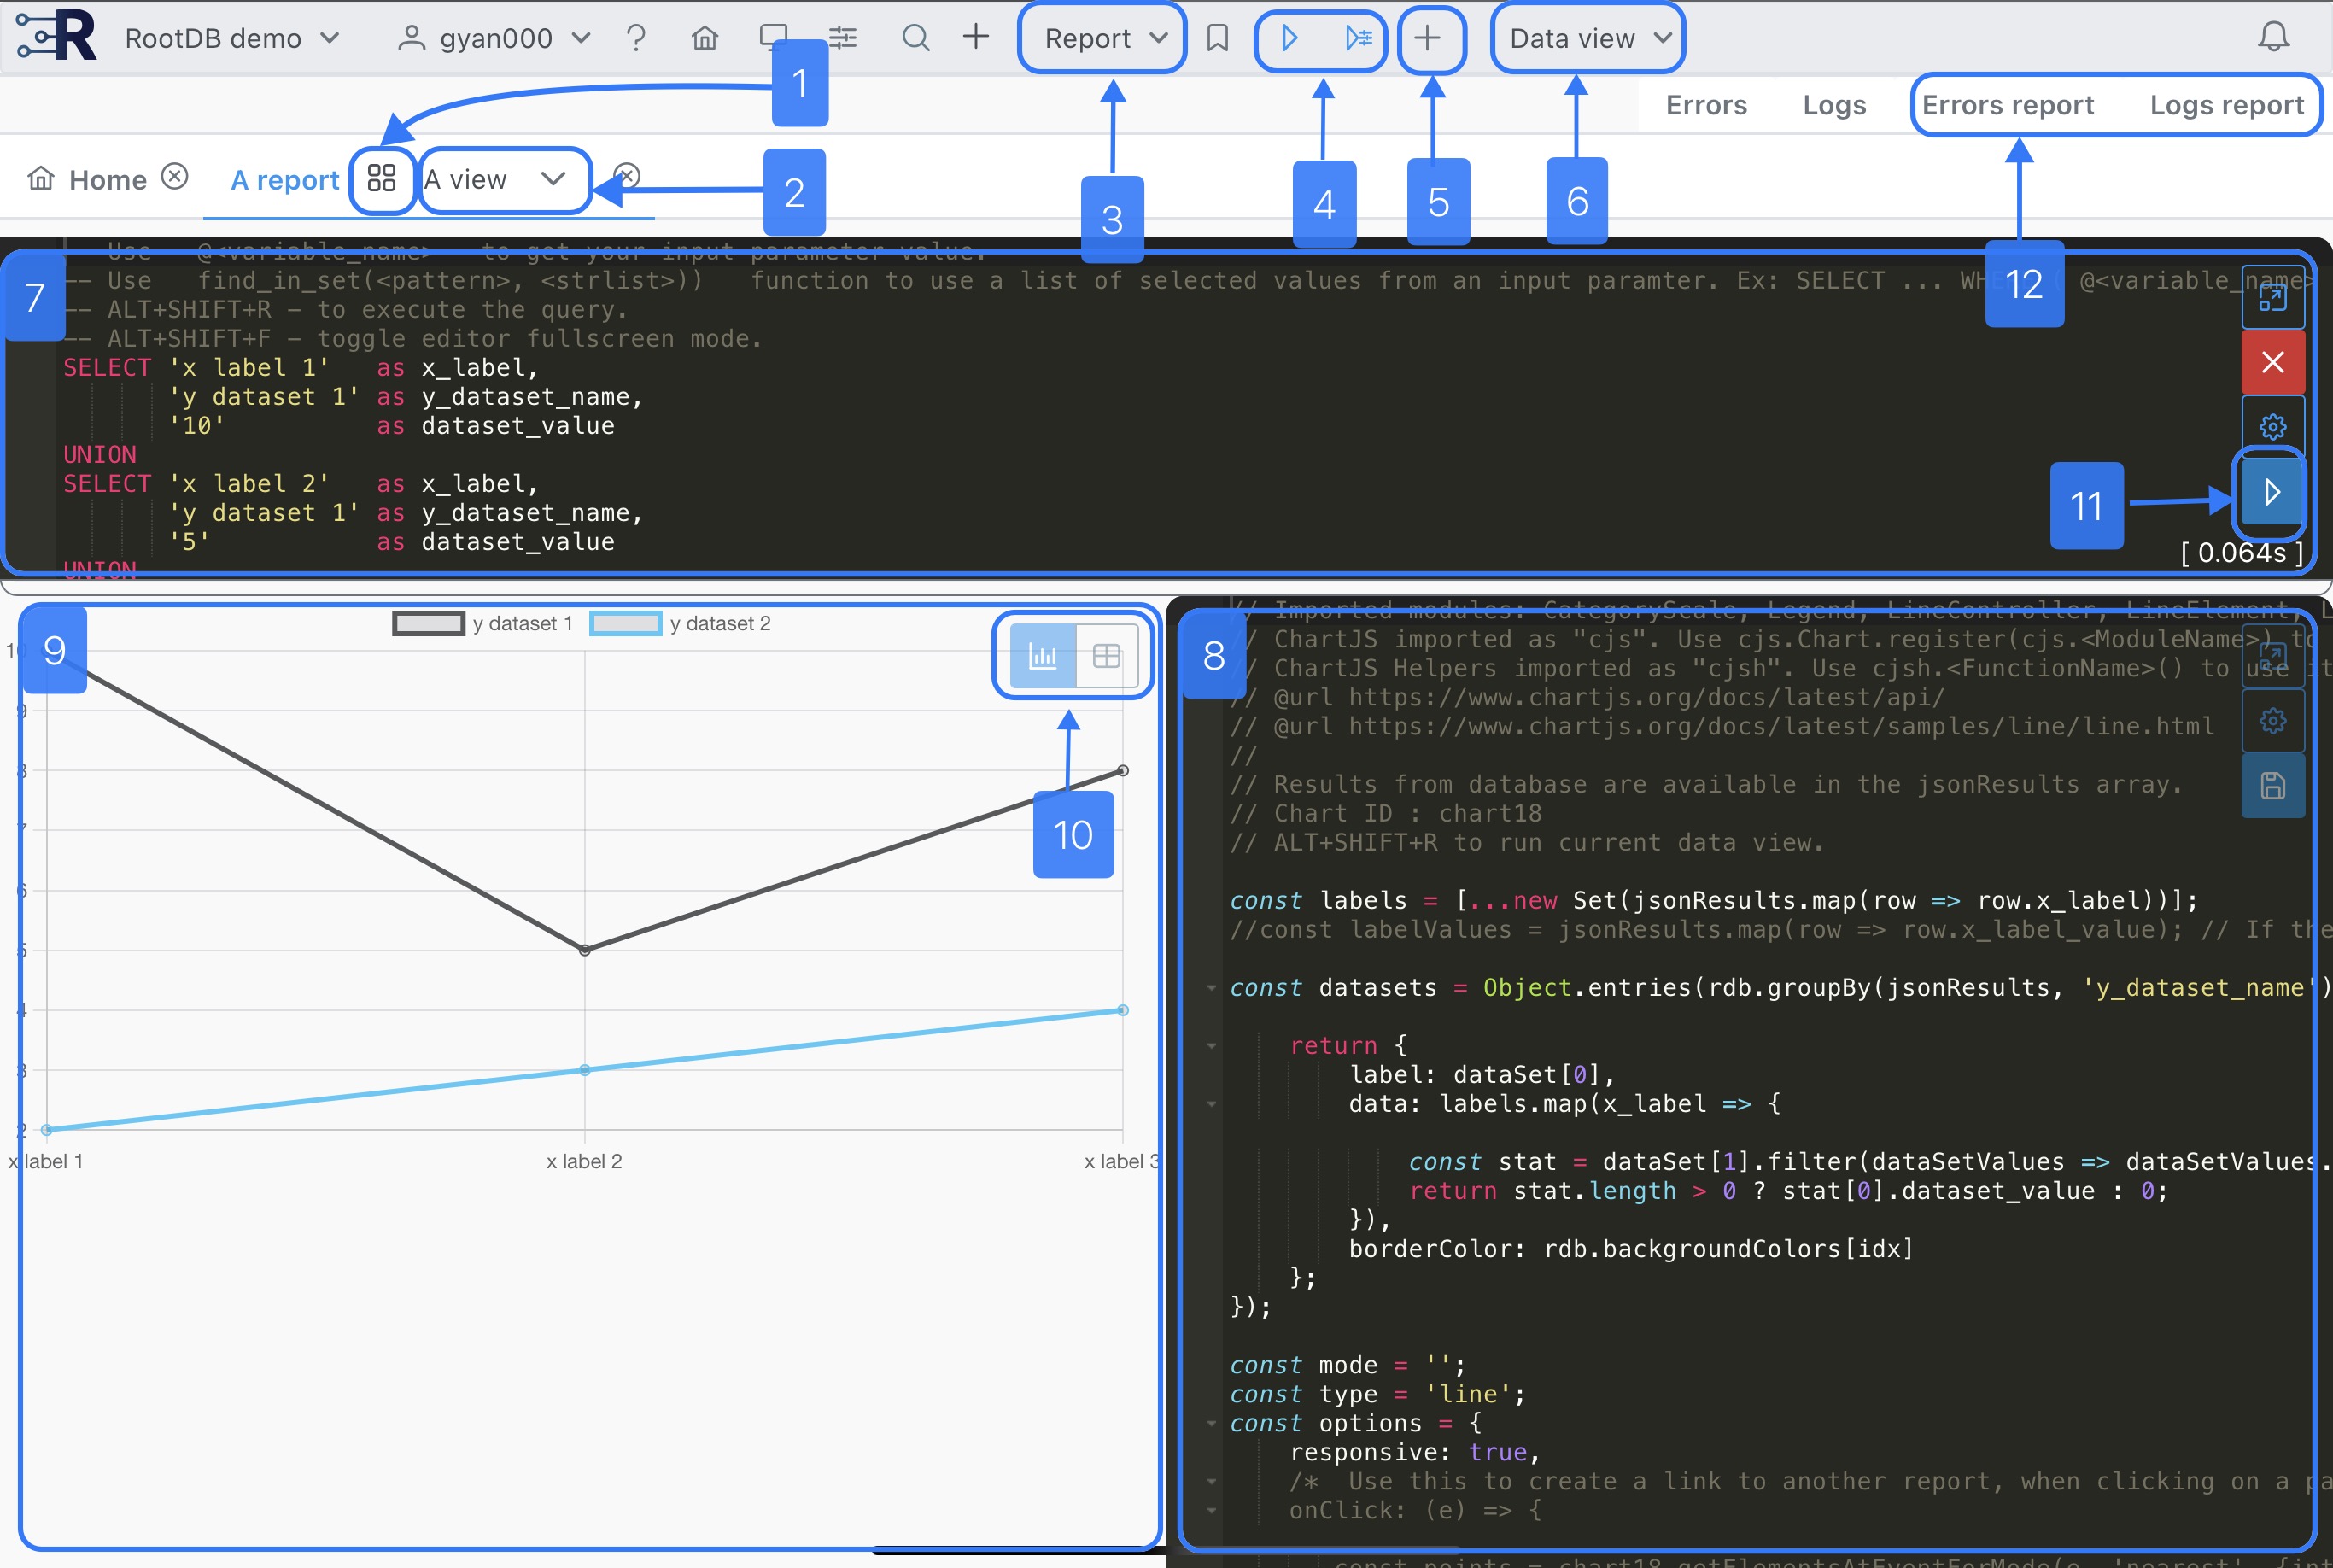 R RootDB demo gyan000 Report Data view
1
Errors Logs Errors report Logs report
Home A report A view
2
3
4
5
6
Use @<variable_name> to get your input parameter value.
7
-- Use find_in_set(<pattern>, <strlist>)) function to use a list of selected values from an input paramter. Ex: SELECT ... @<variable_name>
12
-- ALT+SHIFT+R - to execute the query.
-- ALT+SHIFT+F - toggle editor fullscreen mode.
SELECT 'x label 1' as x_label,
'y dataset 1' as y_dataset_name,
'10' as dataset_value
UNION
SELECT 'x label 2' as x_label,
'y dataset 1' as y_dataset_name,
11
'5' as dataset_value
[ 0.064s ]
UNION
9
y dataset 1 y dataset 2
10
9
8
7
6
5
4
3
2
x label 1 x label 2 x label 3
10
8
// Imported modules: CategoryScale, Legend, LineController, LineElement,
// ChartJS imported as "cjs". Use cjs.Chart.register(cjs.<ModuleName>) to
// ChartJS Helpers imported as "cjsh". Use cjsh.<FunctionName>() to use it
// @url https://www.chartjs.org/docs/latest/api/
// @url https://www.chartjs.org/docs/latest/samples/line/line.html
//
// Results from database are available in the jsonResults array.
// Chart ID : chart18
// ALT+SHIFT+R to run current data view.
const labels = [...new Set(jsonResults.map(row => row.x_label))];
//const labelValues = jsonResults.map(row => row.x_label_value); // If the
const datasets = Object.entries(rdb.groupBy(jsonResults, 'y_dataset_name')
return {
label: dataSet[0],
data: labels.map(x_label => {
const stat = dataSet[1].filter(dataSetValues => dataSetValues.
return stat.length > 0 ? stat[0].dataset_value : 0;
}),
borderColor: rdb.backgroundColors[idx]
};
});
const mode = '';
const type = 'line';
const options = {
responsive: true,
/* Use this to create a link to another report, when clicking on a pa
onClick: (e) => {
const points = chart18.getElementsAtEventForMode(e, 'nearest',